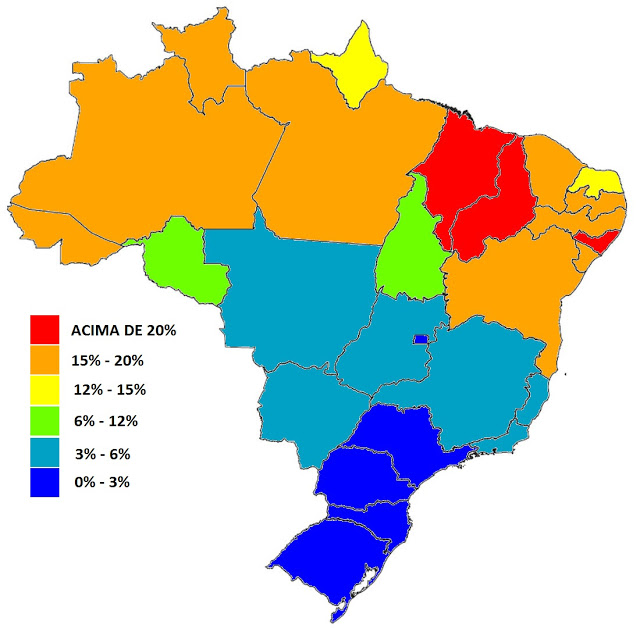 ACIMA DE 20%
15% - 20%
12% - 15%
6% - 12%
3% - 6%
0% - 3%